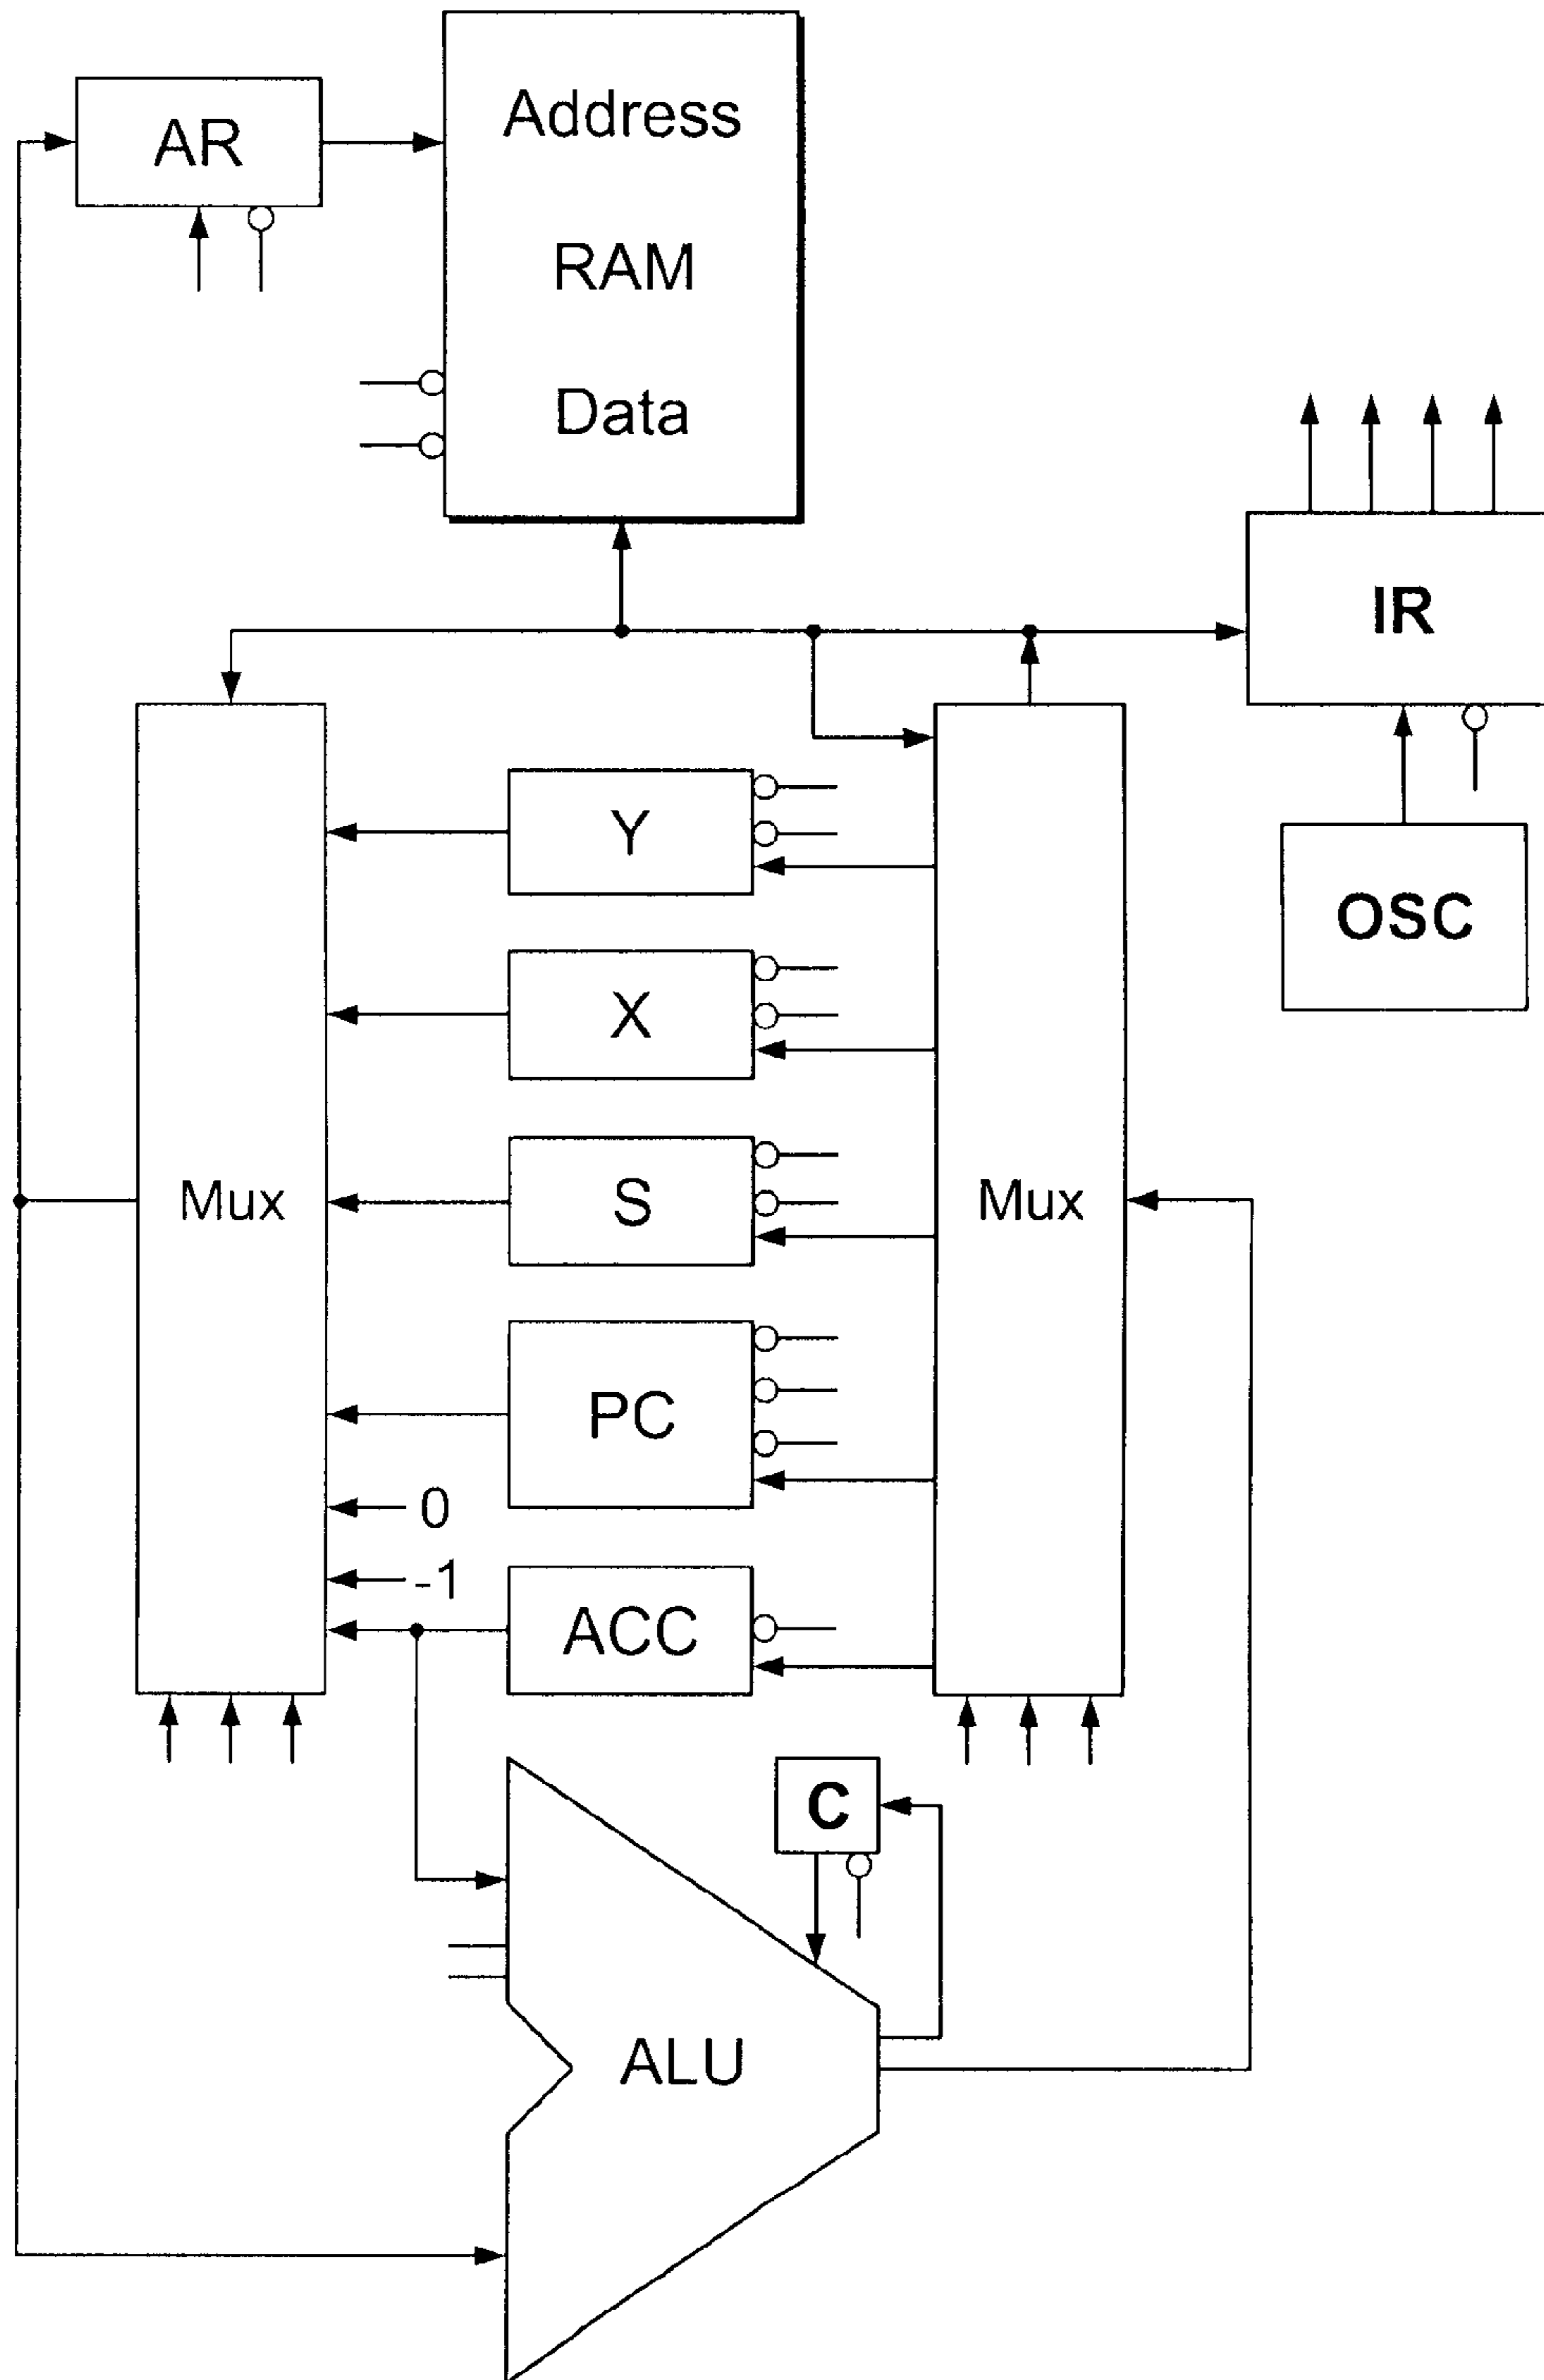 Address
AR
RAM
Data
IR
Y
OSC
X
Mux
S
Mux
PC
0
-1
ACC
C
ALU